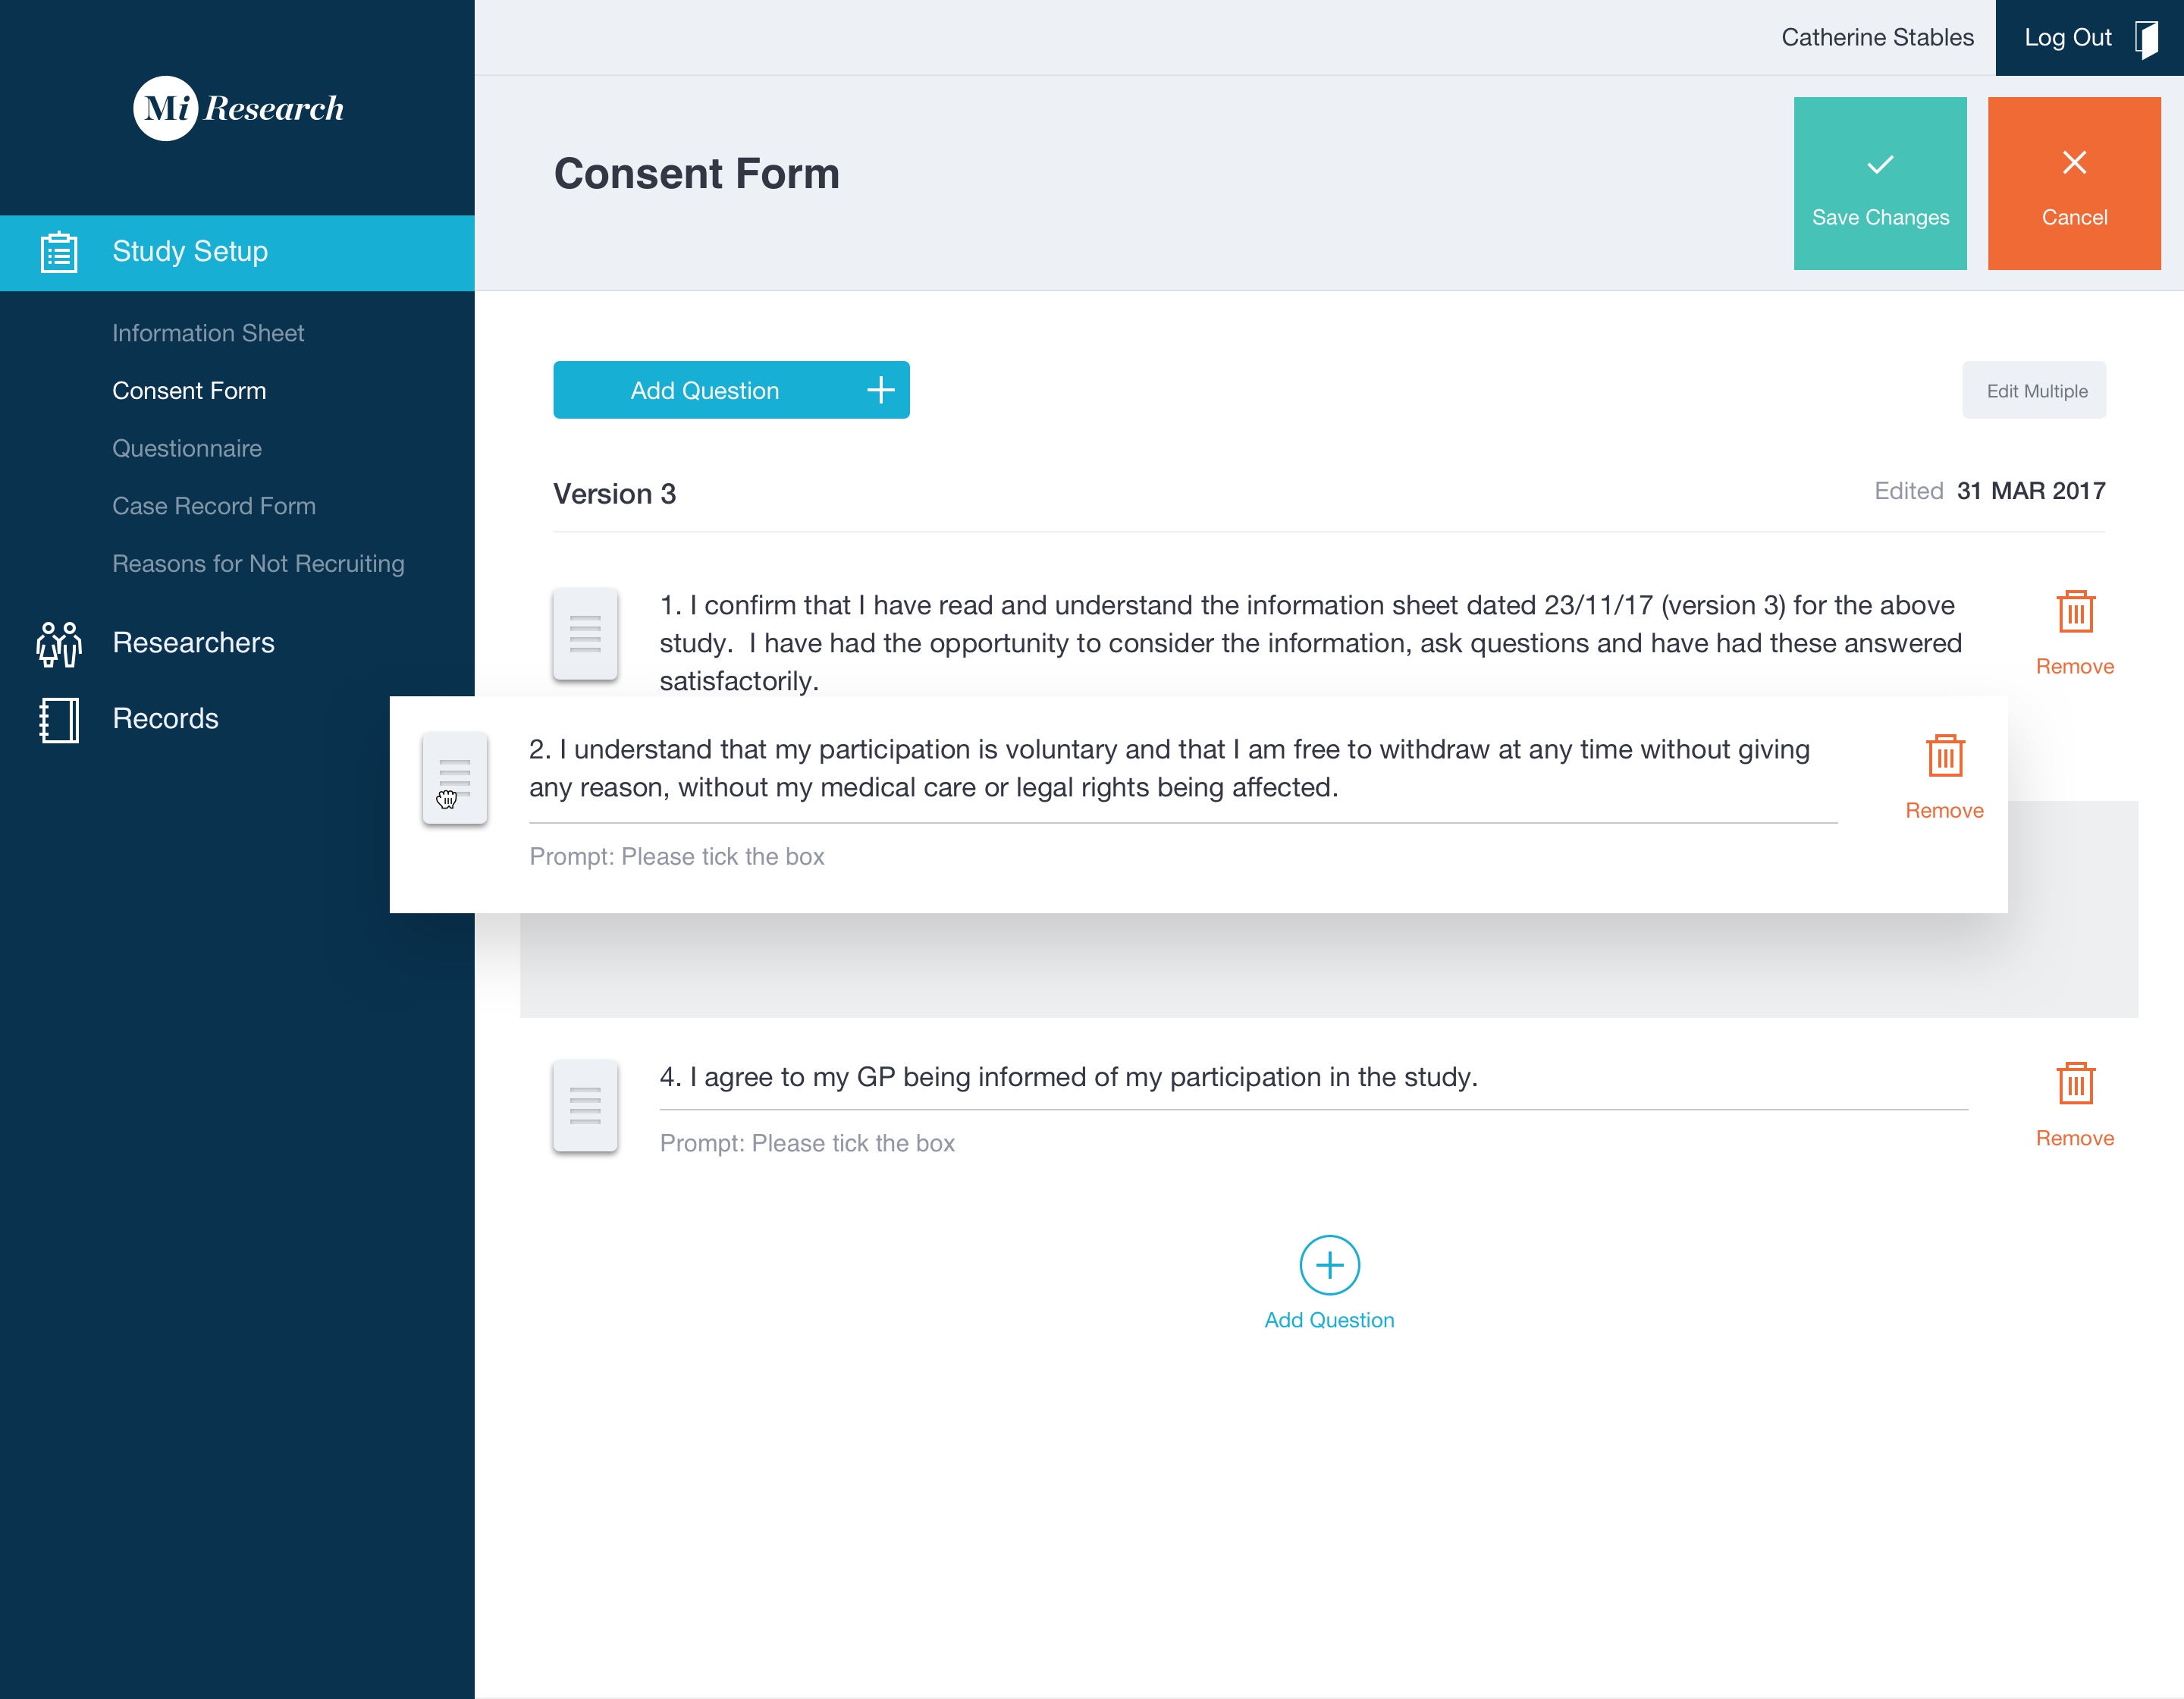 Catherine Stables
Log Out
Mi Research
Consent Form
Save Changes
Cancel
Study Setup
Information Sheet
Consent Form
Questionnaire
Case Record Form
Reasons for Not Recruiting
Researchers
Records
Add Question
Edit Multiple
Version 3
Edited 31 MAR 2017
1. I confirm that I have read and understand the information sheet dated 23/11/17 (version 3) for the above
study.  I have had the opportunity to consider the information, ask questions and have had these answered
satisfactorily.
Remove
2. I understand that my participation is voluntary and that I am free to withdraw at any time without giving
any reason, without my medical care or legal rights being affected.
Remove
Prompt: Please tick the box
4. I agree to my GP being informed of my participation in the study.
Remove
Prompt: Please tick the box
Add Question